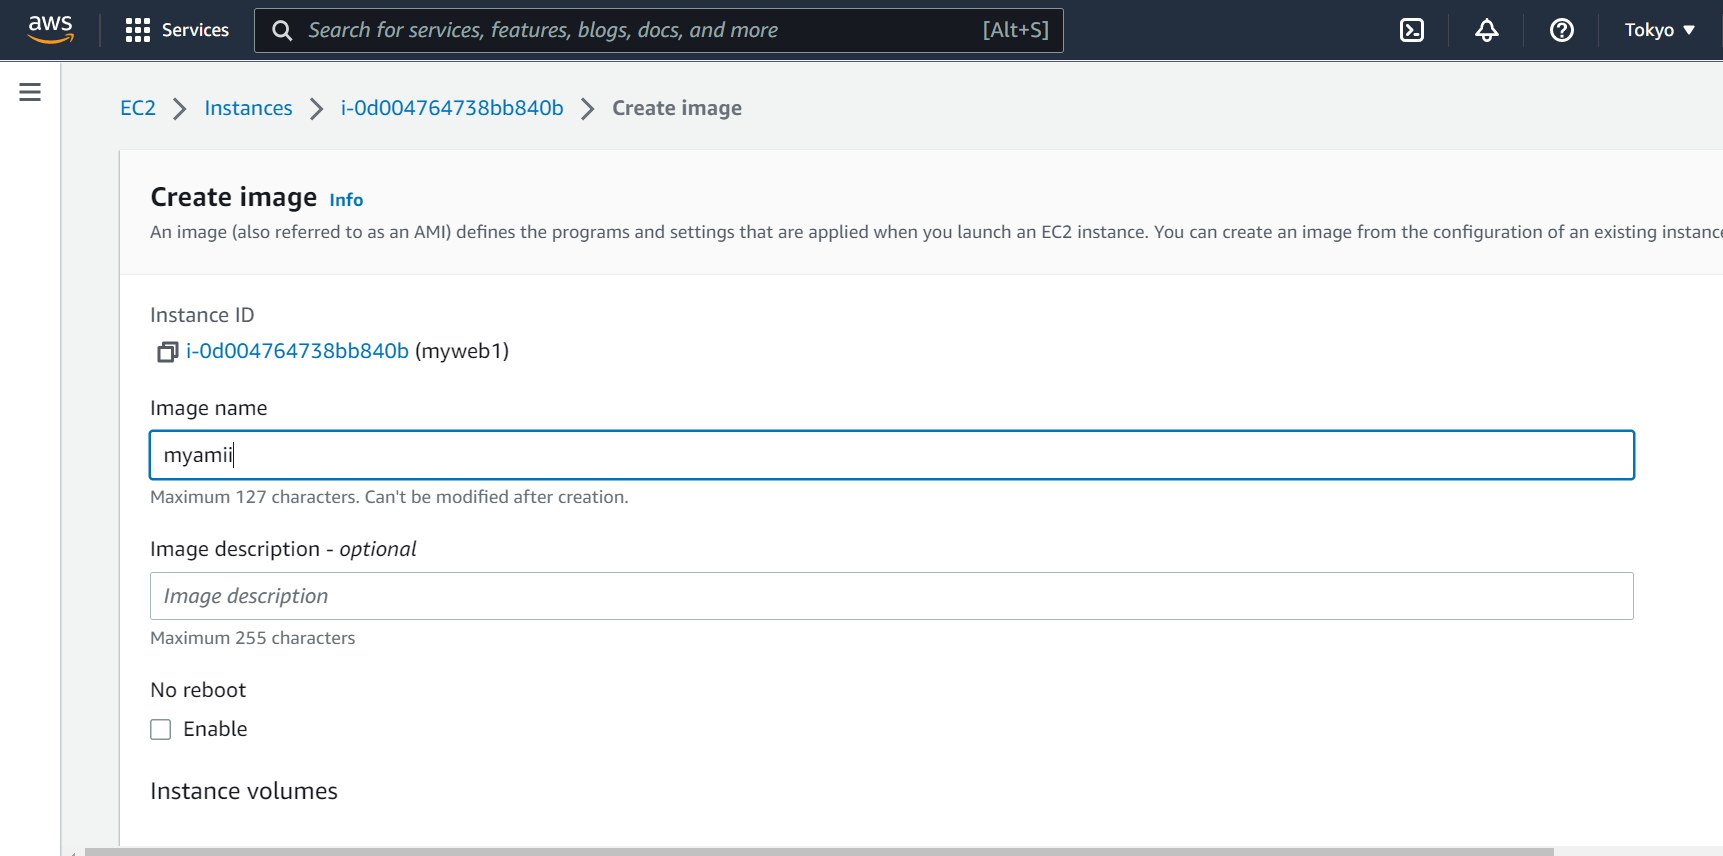 aws Services Search for services, features, blogs, docs, and more [Alt+S] Tokyo
EC2 Instances i-0d004764738bb840b Create image
Create image Info
An image (also referred to as an AMI) defines the programs and settings that are applied when you launch an EC2 instance. You can create an image from the configuration of an existing instance
Instance ID
i-0d004764738bb840b (myweb1)
Image name
myamii
Maximum 127 characters. Can't be modified after creation.
Image description - optional
Image description
Maximum 255 characters
No reboot
Enable
Instance volumes